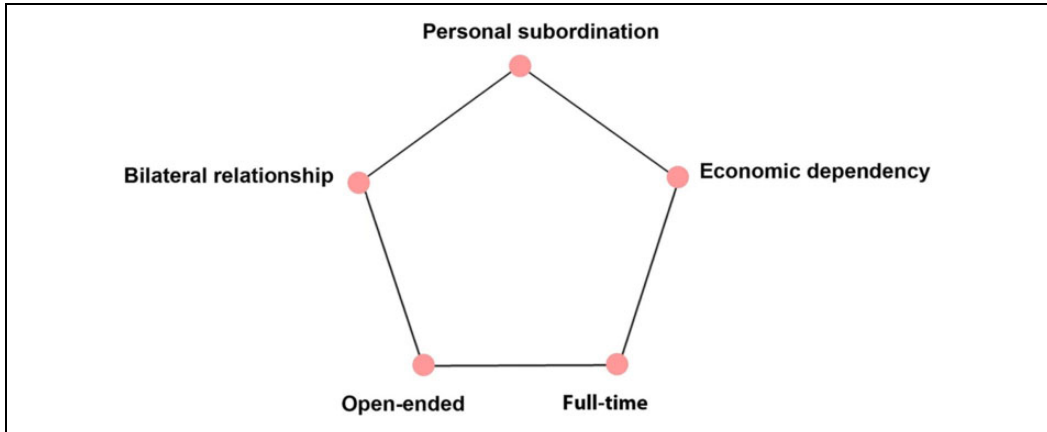 Personal subordination
Bilateral relationship
Economic dependency
Open-ended
Full-time